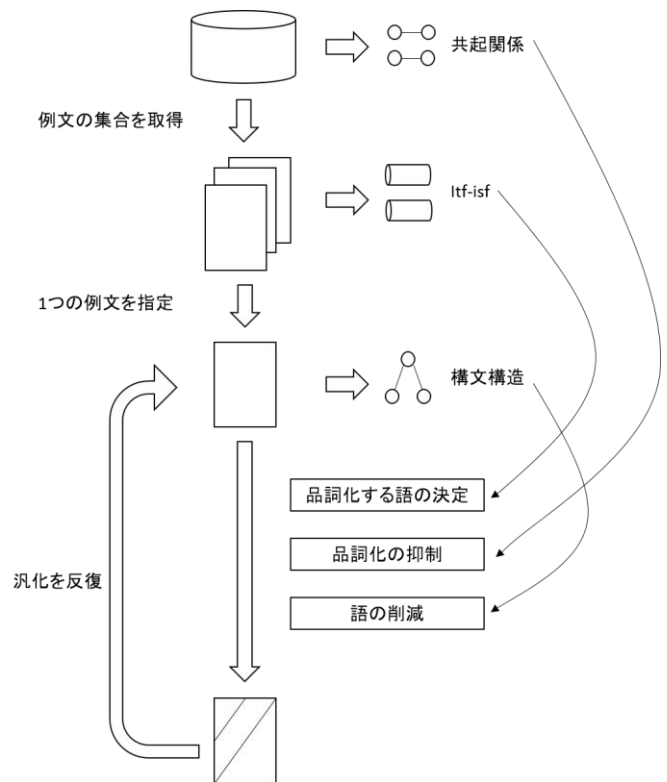 共起関係
例文の集合を取得
ltf-isf
1つの例文を指定
構文構造
品詞化する語の決定
品詞化の抑制
汎化を反復
語の削減